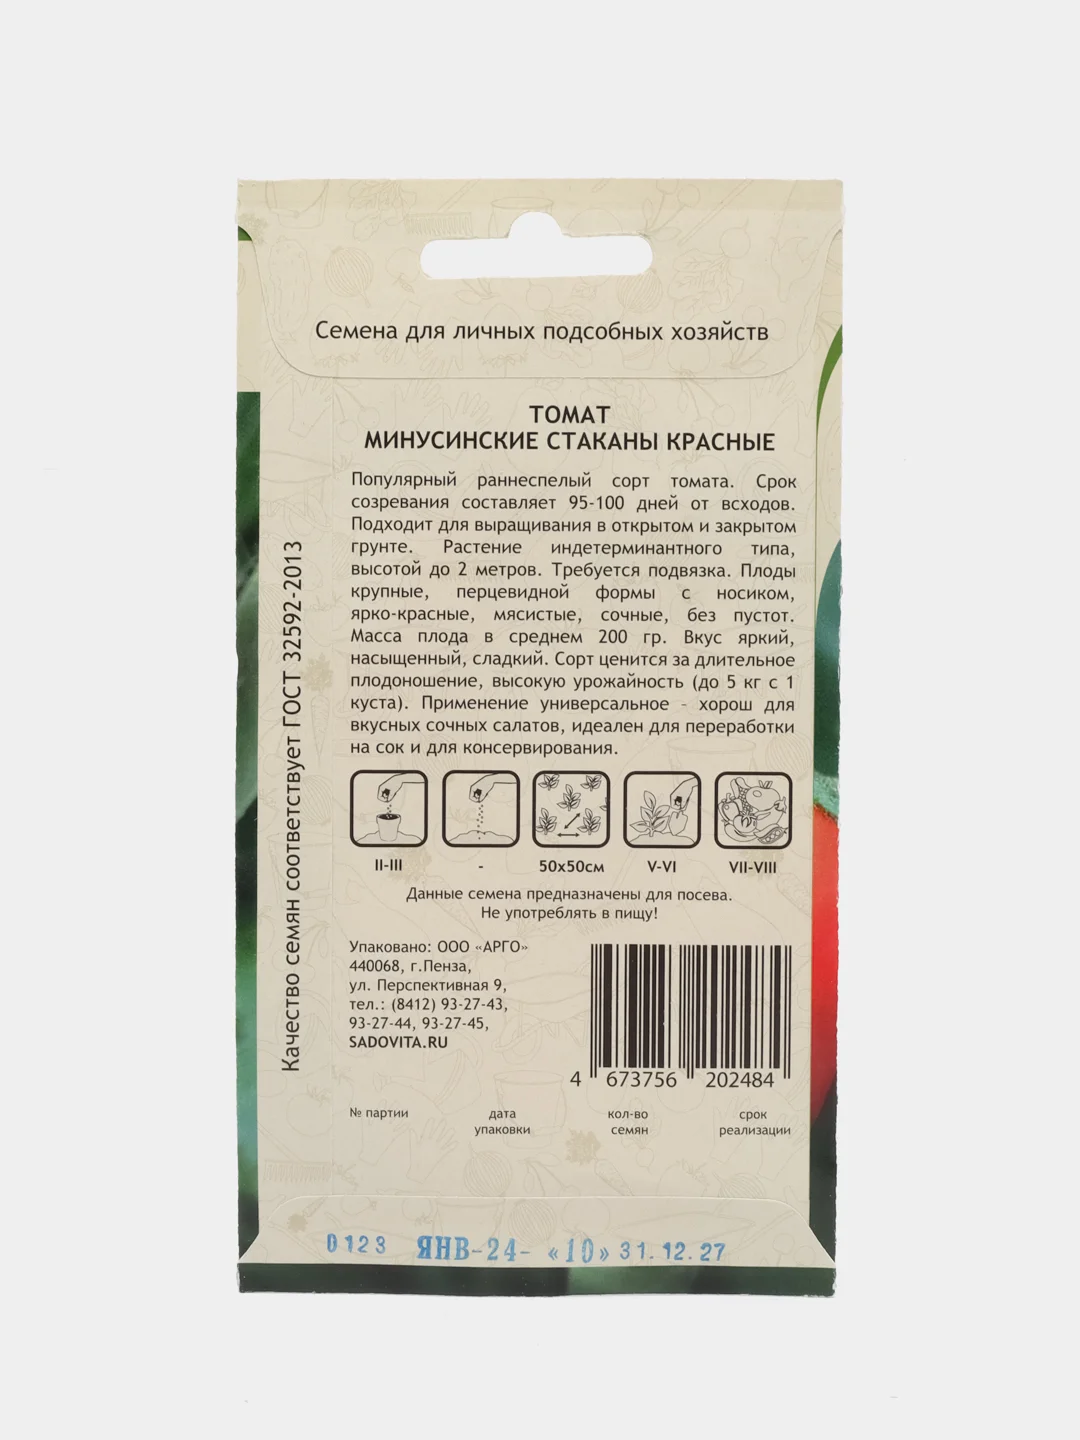 Семена для личных подсобных хозяйств
ТОМАТ
МИНУСИНСКИЕ СТАКАНЫ КРАСНЫЕ
Популярный раннеспелый сорт томата. Срок
созревания составляет 95-100 дней от всходов.
Подходит для выращивания в открытом и закрытом
грунте. Растение индетерминантного типа,
высотой до 2 метров. Требуется подвязка. Плоды
крупные, перцевидной формы с носиком,
ярко-красные, мясистые, сочные, без пустот.
Масса плода в среднем 200 гр. Вкус яркий,
насыщенный, сладкий. Сорт ценится за длительное
плодоношение, высокую урожайность (до 5 кг с 1
куста). Применение универсальное - хорош для
вкусных сочных салатов, идеален для переработки
на сок и для консервирования.
II-III - 50х50см V-VI VII-VIII
Данные семена предназначены для посева.
Не употреблять в пищу!
Качество семян соответствует ГОСТ 32592-2013
Упаковано: ООО «АРГО»
440068, г.Пенза,
ул. Перспективная 9,
тел.: (8412) 93-27-43,
93-27-44, 93-27-45,
SADOVITA.RU
4 673756 202484
№ партии
дата
упаковки
кол-во
семян
срок
реализации
0123 ЯНВ-24- «10» 31.12.27